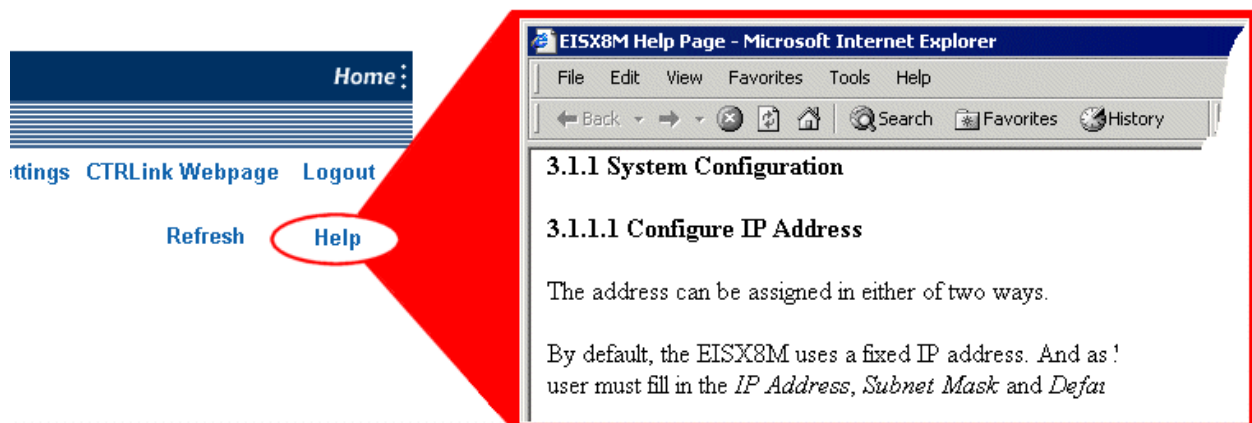 Home
ttings CTRLink Webpage Logout
Refresh Help
EISX8M Help Page - Microsoft Internet Explorer
File Edit View Favorites Tools Help
Back Search Favorites History
3.1.1 System Configuration
3.1.1.1 Configure IP Address
The address can be assigned in either of two ways.
By default, the EISX8M uses a fixed IP address. And as
user must fill in the IP Address, Subnet Mask and Defa